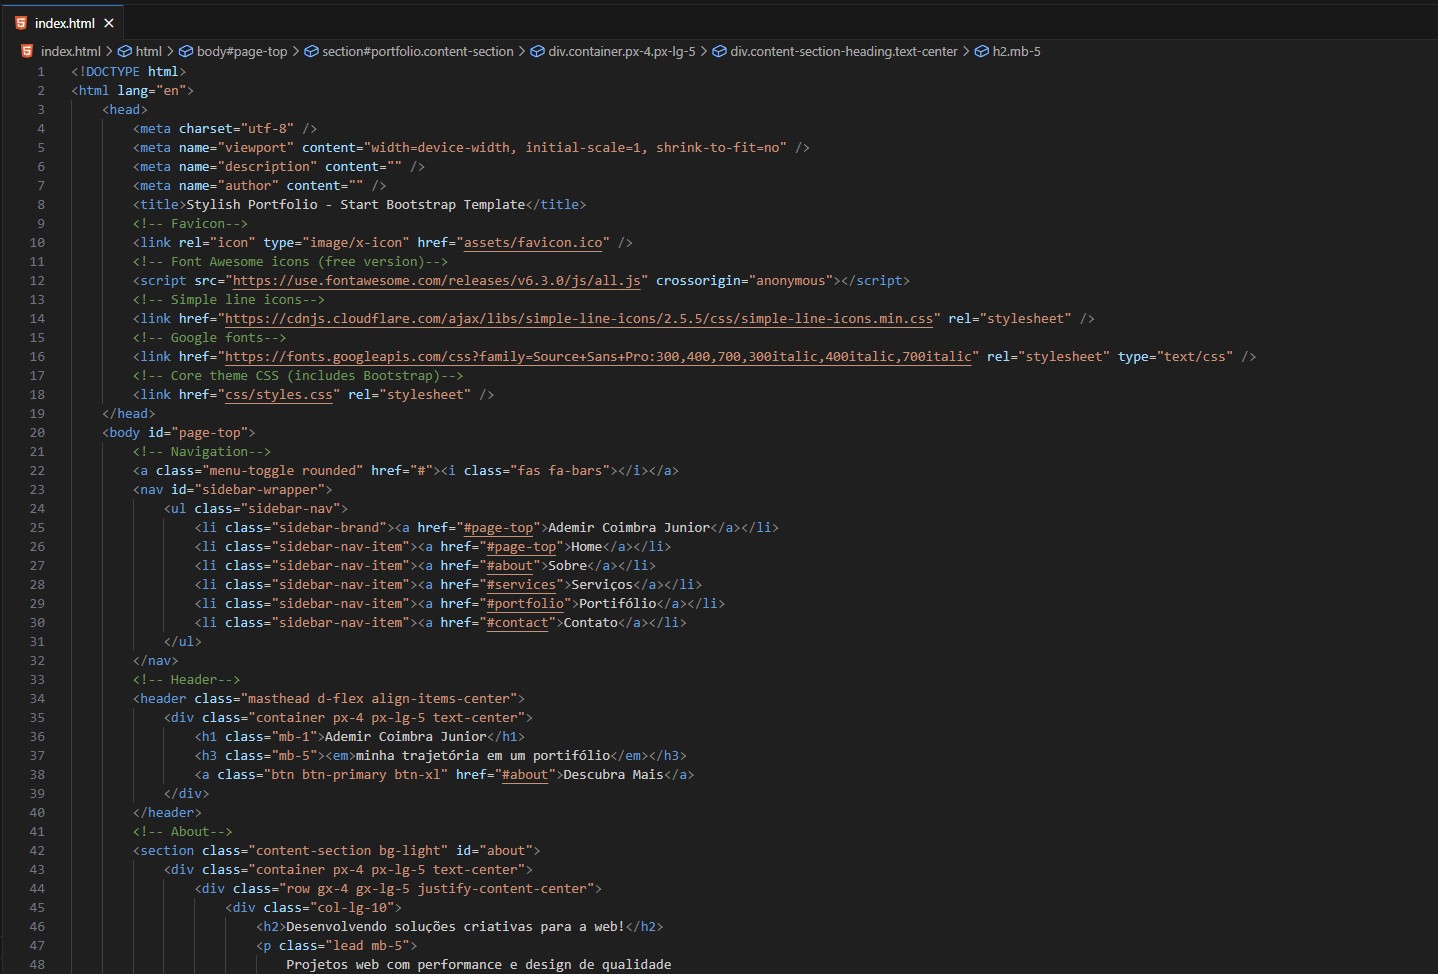 index.html ×
index.html > html > body#page-top > section#portfolio.content-section > div.container.px-4.px-lg-5 > div.content-section-heading.text-center > h2.mb-5
1 <!DOCTYPE html>
2 <html lang="en">
3 <head>
4 <meta charset="utf-8" />
5 <meta name="viewport" content="width=device-width, initial-scale=1, shrink-to-fit=no" />
6 <meta name="description" content="" />
7 <meta name="author" content="" />
8 <title>Stylish Portfolio - Start Bootstrap Template</title>
9 <!-- Favicon-->
10 <link rel="icon" type="image/x-icon" href="assets/favicon.ico" />
11 <!-- Font Awesome icons (free version)-->
12 <script src="https://use.fontawesome.com/releases/v6.3.0/js/all.js" crossorigin="anonymous"></script>
13 <!-- Simple line icons-->
14 <link href="https://cdnjs.cloudflare.com/ajax/libs/simple-line-icons/2.5.5/css/simple-line-icons.min.css" rel="stylesheet" />
15 <!-- Google fonts-->
16 <link href="https://fonts.googleapis.com/css?family=Source+Sans+Pro:300,400,700,300italic,400italic,700italic" rel="stylesheet" type="text/css" />
17 <!-- Core theme CSS (includes Bootstrap)-->
18 <link href="css/styles.css" rel="stylesheet" />
19 </head>
20 <body id="page-top">
21 <!-- Navigation-->
22 <a class="menu-toggle rounded" href="#"><i class="fas fa-bars"></i></a>
23 <nav id="sidebar-wrapper">
24 <ul class="sidebar-nav">
25 <li class="sidebar-brand"><a href="#page-top">Ademir Coimbra Junior</a></li>
26 <li class="sidebar-nav-item"><a href="#page-top">Home</a></li>
27 <li class="sidebar-nav-item"><a href="#about">Sobre</a></li>
28 <li class="sidebar-nav-item"><a href="#services">Serviços</a></li>
29 <li class="sidebar-nav-item"><a href="#portfolio">Portifólio</a></li>
30 <li class="sidebar-nav-item"><a href="#contact">Contato</a></li>
31 </ul>
32 </nav>
33 <!-- Header-->
34 <header class="masthead d-flex align-items-center">
35 <div class="container px-4 px-lg-5 text-center">
36 <h1 class="mb-1">Ademir Coimbra Junior</h1>
37 <h3 class="mb-5"><em>minha trajetória em um portifólio</em></h3>
38 <a class="btn btn-primary btn-xl" href="#about">Descubra Mais</a>
39 </div>
40 </header>
41 <!-- About-->
42 <section class="content-section bg-light" id="about">
43 <div class="container px-4 px-lg-5 text-center">
44 <div class="row gx-4 gx-lg-5 justify-content-center">
45 <div class="col-lg-10">
46 <h2>Desenvolvendo soluções criativas para a web!</h2>
47 <p class="lead mb-5">
48 Projetos web com performance e design de qualidade